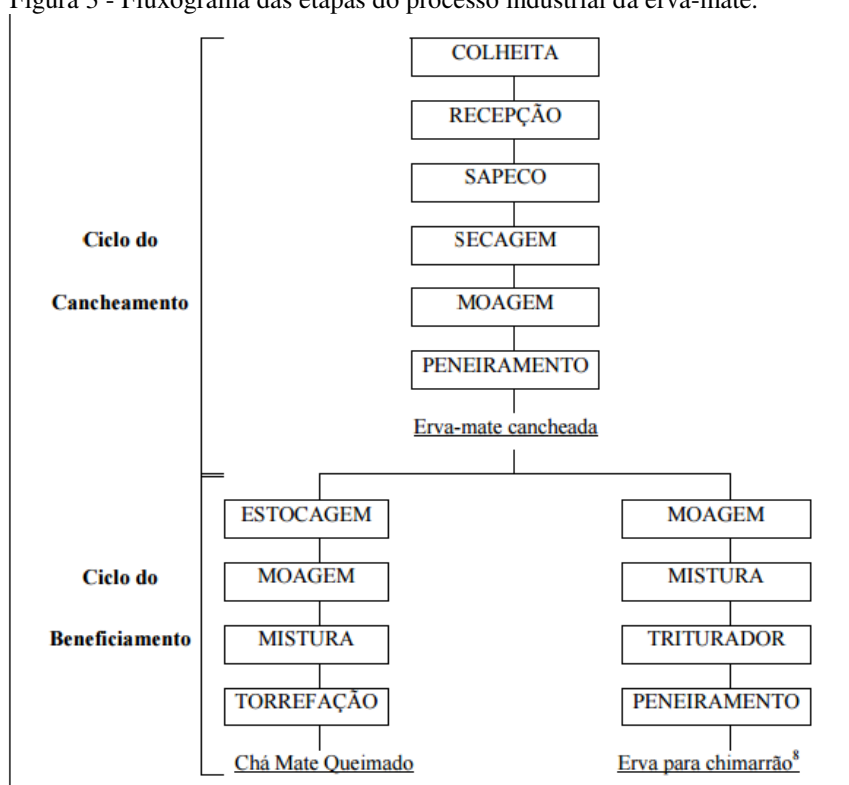 Figura 5 - Fluxograma das etapas do processo industrial da erva-mate.
COLHEITA
RECEPÇÃO
SAPECO
Ciclo do
SECAGEM
Cancheamento
MOAGEM
PENEIRAMENTO
Erva-mate cancheada
ESTOCAGEM
MOAGEM
Ciclo do
MOAGEM
MISTURA
Beneficiamento
MISTURA
TRITURADOR
TORREFAÇÃO
PENEIRAMENTO
Chá Mate Queimado
Erva para chimarrão⁸